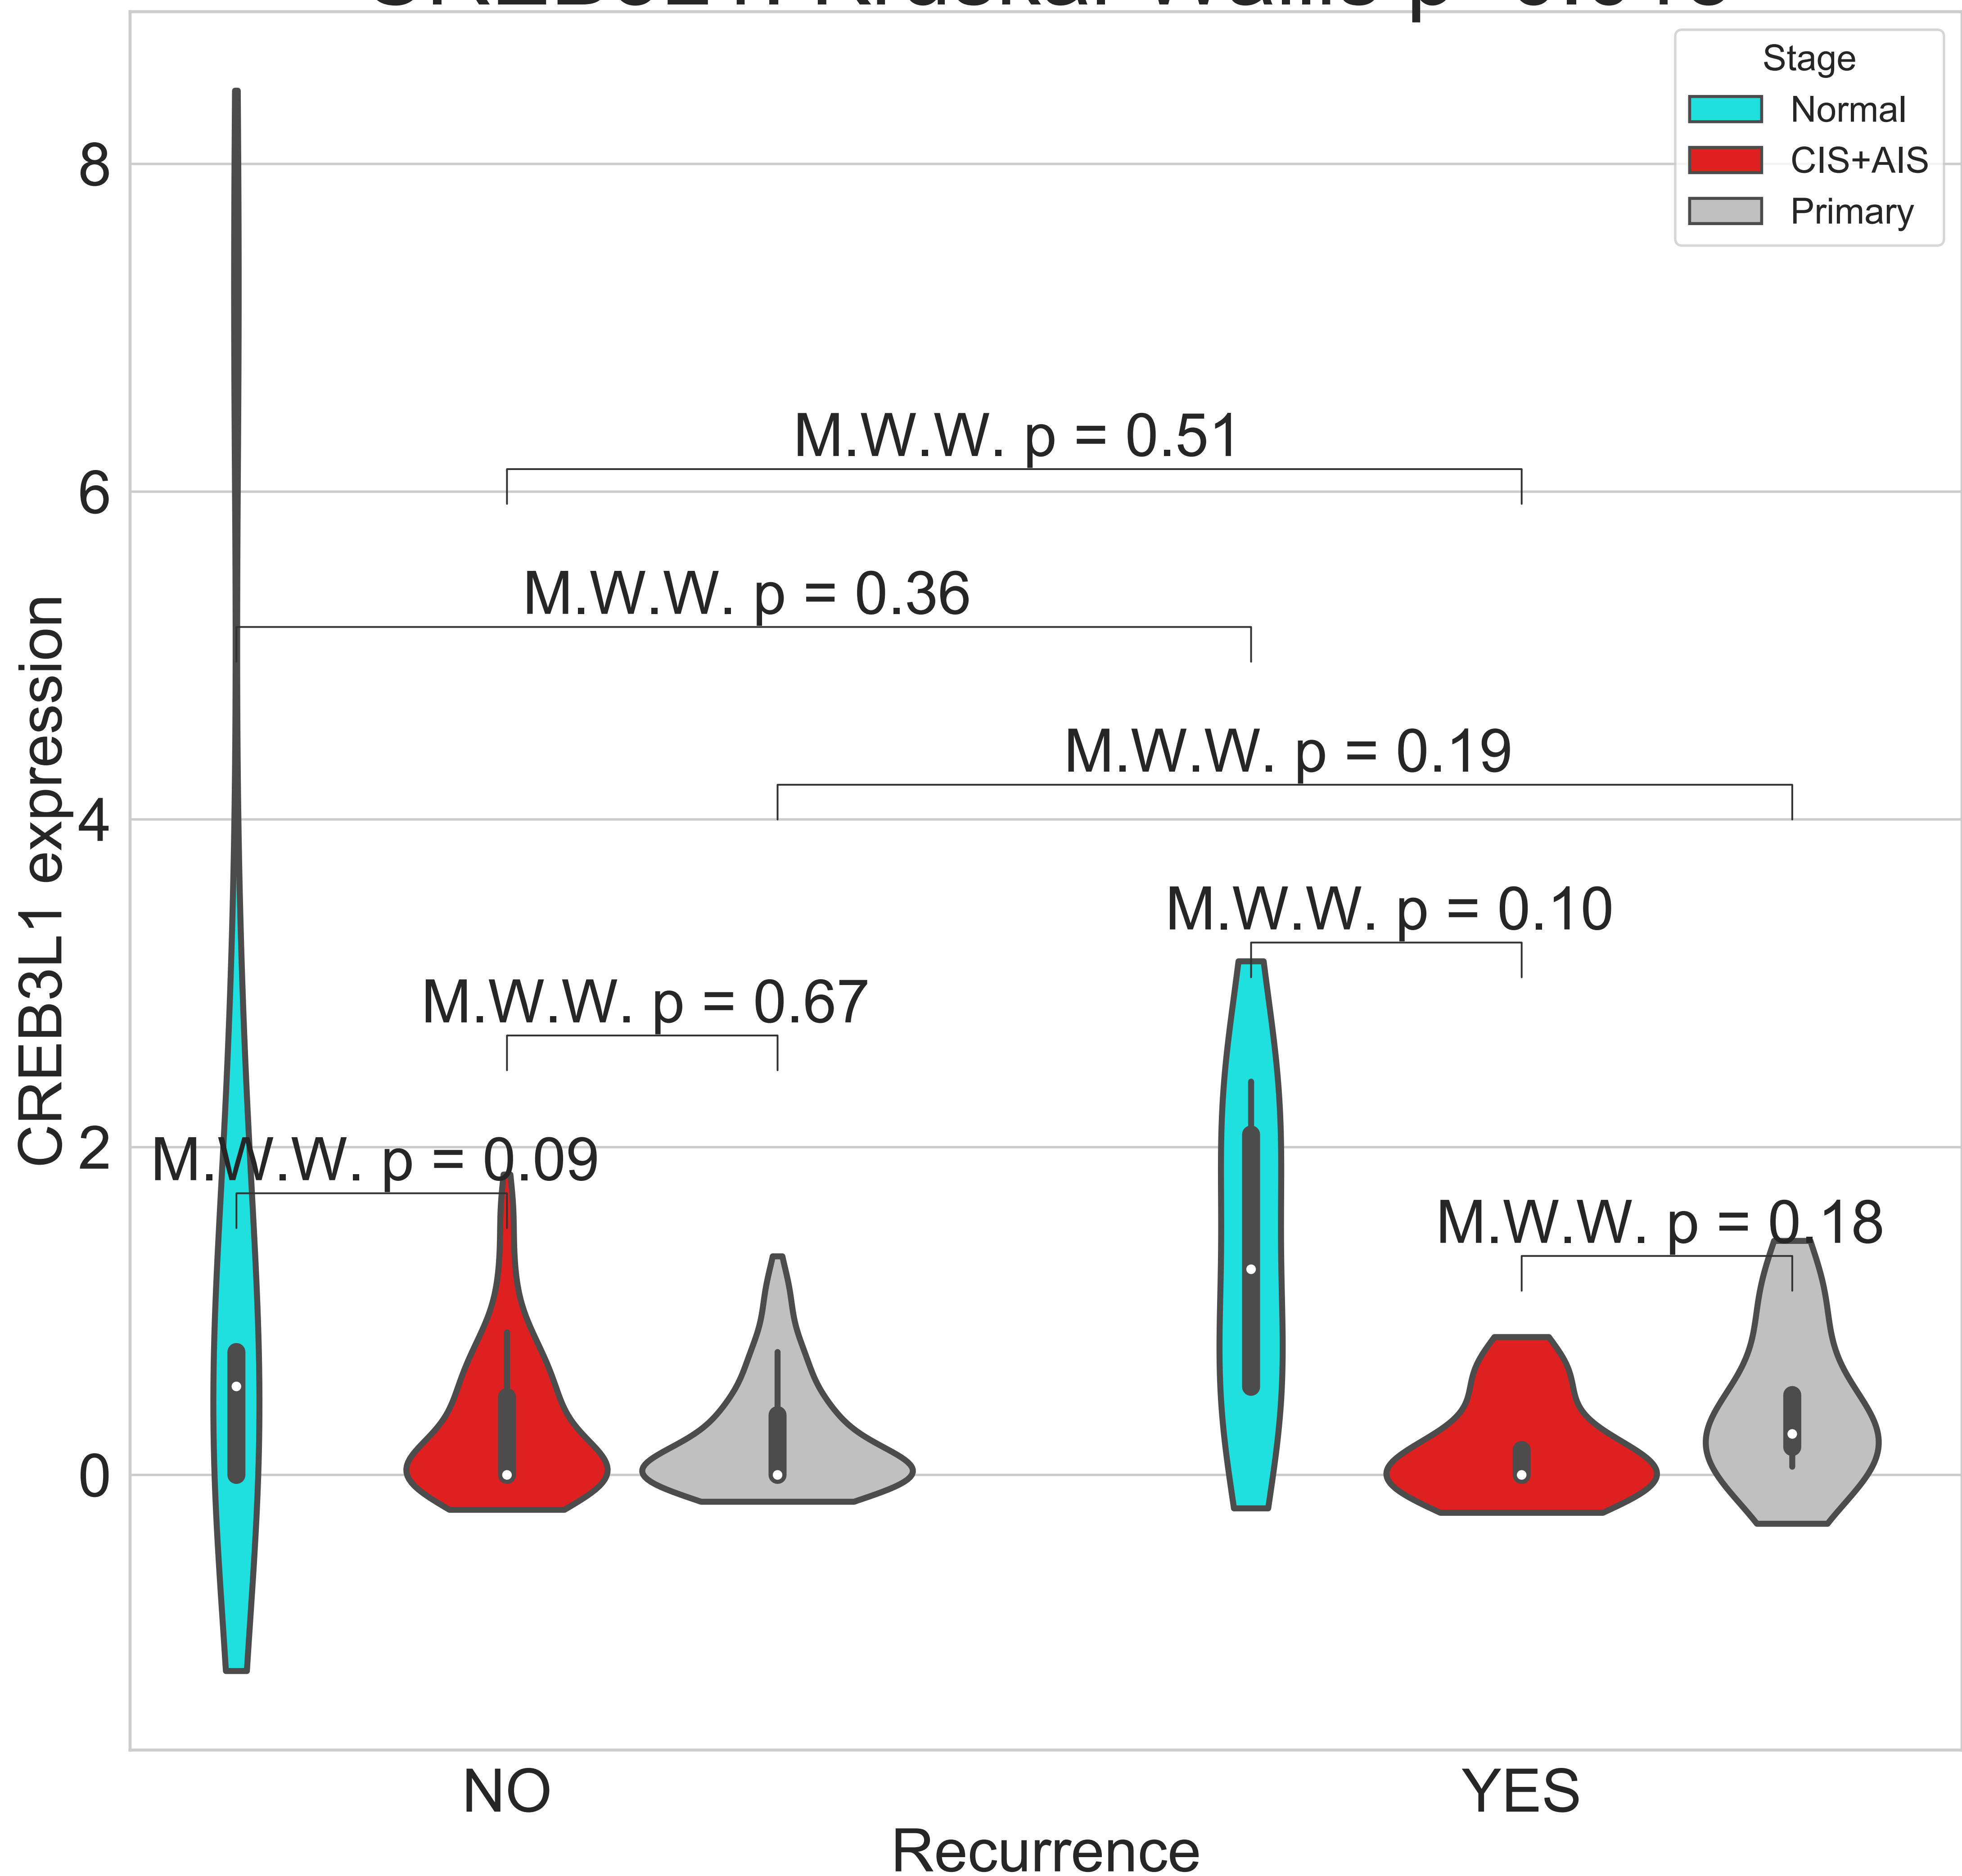 Stage
Normal
CIS+AIS
Primary
8
6
4
2
0
CREB3L1 expression
M.W.W. p = 0.51
M.W.W. p = 0.36
M.W.W. p = 0.19
M.W.W. p = 0.10
M.W.W. p = 0.67
M.W.W. p = 0.09
M.W.W. p = 0.18
NO
YES
Recurrence